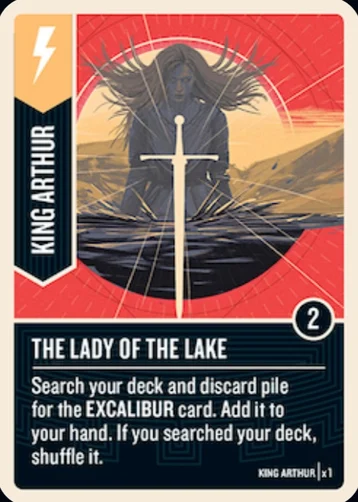 KING ARTHUR
2
THE LADY OF THE LAKE
Search your deck and discard pile
for the EXCALIBUR card. Add it to
your hand. If you searched your deck,
shuffle it.
KING ARTHUR | x1